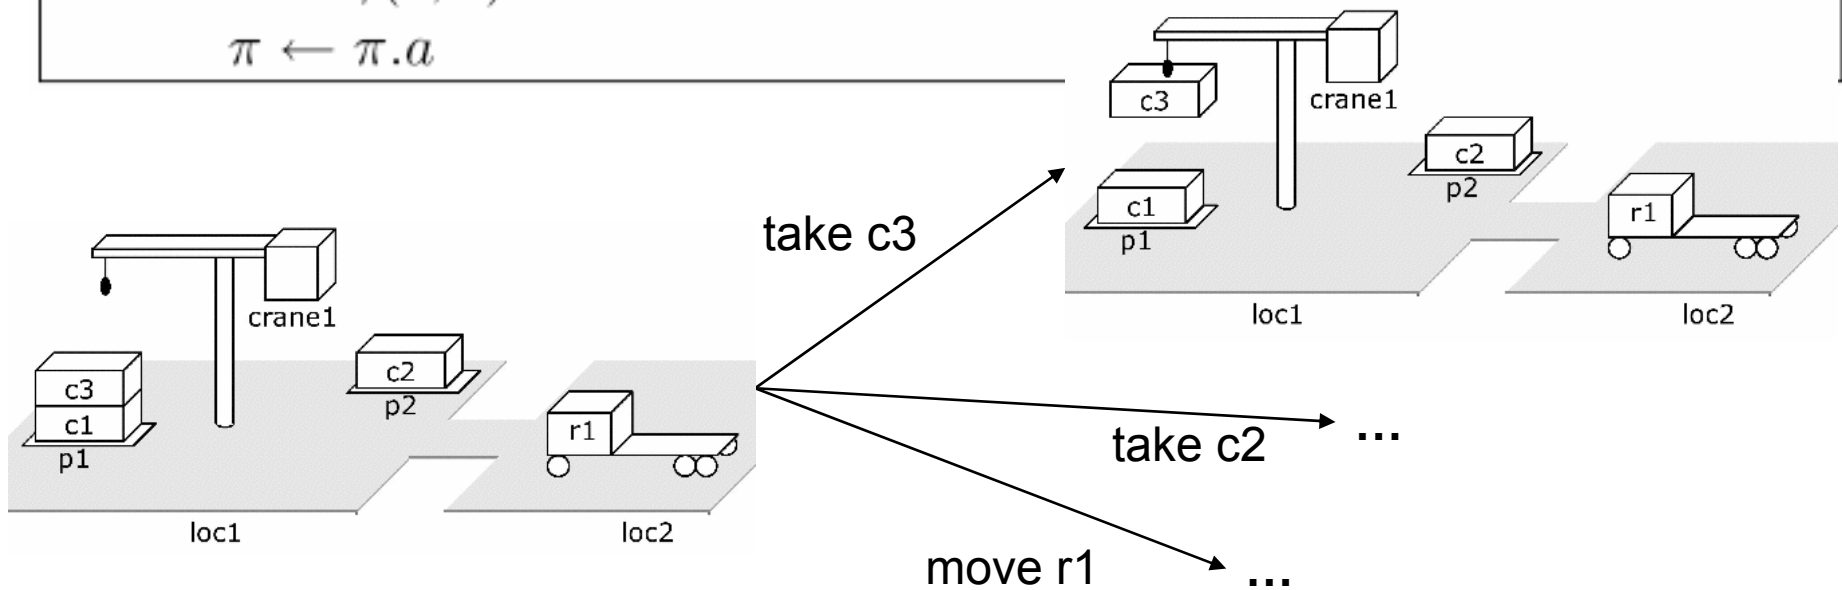 π ← π.a
c3
crane1
c2
p2
c1
p1
r1
loc1
loc2
take c3
crane1
c3
c1
p1
c2
p2
r1
loc1
loc2
take c2
...
move r1
...